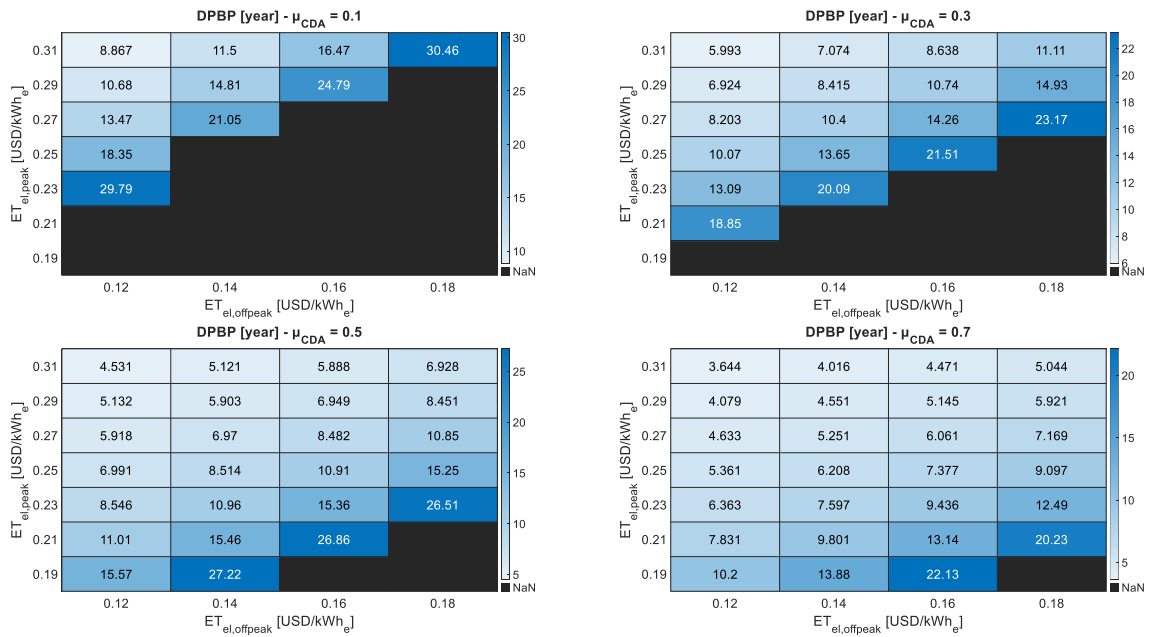 DPBP [year] - μCDA = 0.1
0.31 8.867 11.5 16.47 30.46
0.29 10.68 14.81 24.79
0.27 13.47 21.05
0.25 18.35
0.23 29.79
0.21
0.19
0.12 0.14 0.16 0.18
ETel,peak [USD/kWhe]
ETel,offpeak [USD/kWhe]
30
25
20
15
10
NaN
DPBP [year] - μCDA = 0.3
0.31 5.993 7.074 8.638 11.11
0.29 6.924 8.415 10.74 14.93
0.27 8.203 10.4 14.26 23.17
0.25 10.07 13.65 21.51
0.23 13.09 20.09
0.21 18.85
0.19
0.12 0.14 0.16 0.18
ETel,peak [USD/kWhe]
ETel,offpeak [USD/kWhe]
22
20
18
16
14
12
10
8
6
NaN
DPBP [year] - μCDA = 0.5
0.31 4.531 5.121 5.888 6.928
0.29 5.132 5.903 6.949 8.451
0.27 5.918 6.97 8.482 10.85
0.25 6.991 8.514 10.91 15.25
0.23 8.546 10.96 15.36 26.51
0.21 11.01 15.46 26.86
0.19 15.57 27.22
0.12 0.14 0.16 0.18
ETel,peak [USD/kWhe]
ETel,offpeak [USD/kWhe]
25
20
15
10
5
NaN
DPBP [year] - μCDA = 0.7
0.31 3.644 4.016 4.471 5.044
0.29 4.079 4.551 5.145 5.921
0.27 4.633 5.251 6.061 7.169
0.25 5.361 6.208 7.377 9.097
0.23 6.363 7.597 9.436 12.49
0.21 7.831 9.801 13.14 20.23
0.19 10.2 13.88 22.13
0.12 0.14 0.16 0.18
ETel,peak [USD/kWhe]
ETel,offpeak [USD/kWhe]
20
15
10
5
NaN